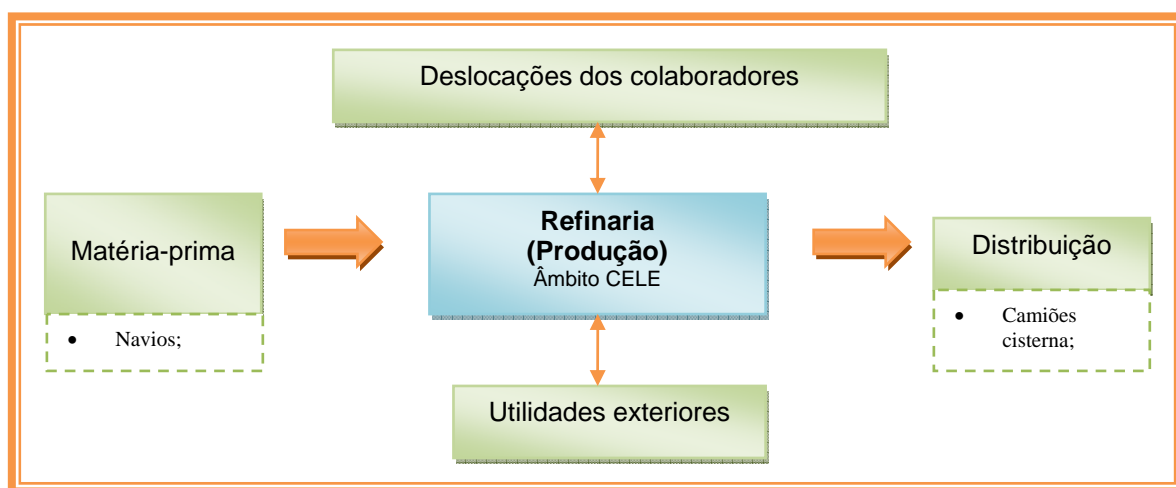 Deslocações dos colaboradores
Matéria-prima
• Navios;
Refinaria
(Produção)
Âmbito CELE
Distribuição
• Camiões
cisterna;
Utilidades exteriores